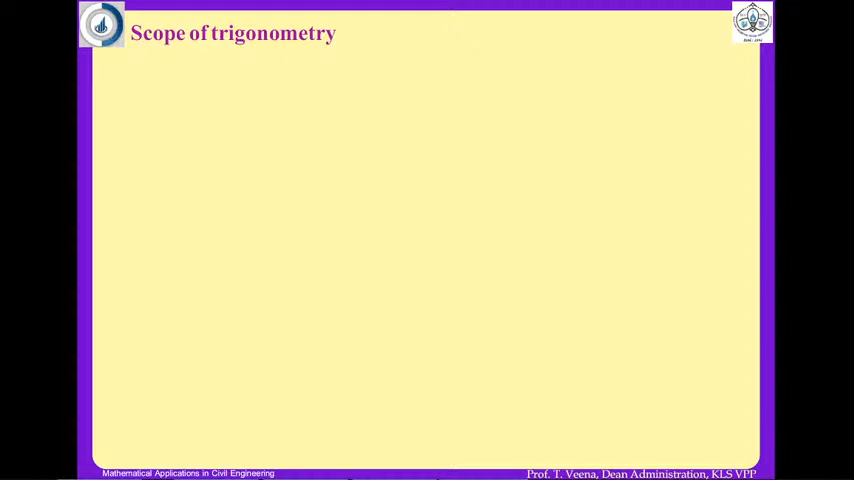 Scope of trigonometry
Mathematical Applications in Civil Engineering
Prof. T. Veena, Dean Administration, KLS VPP